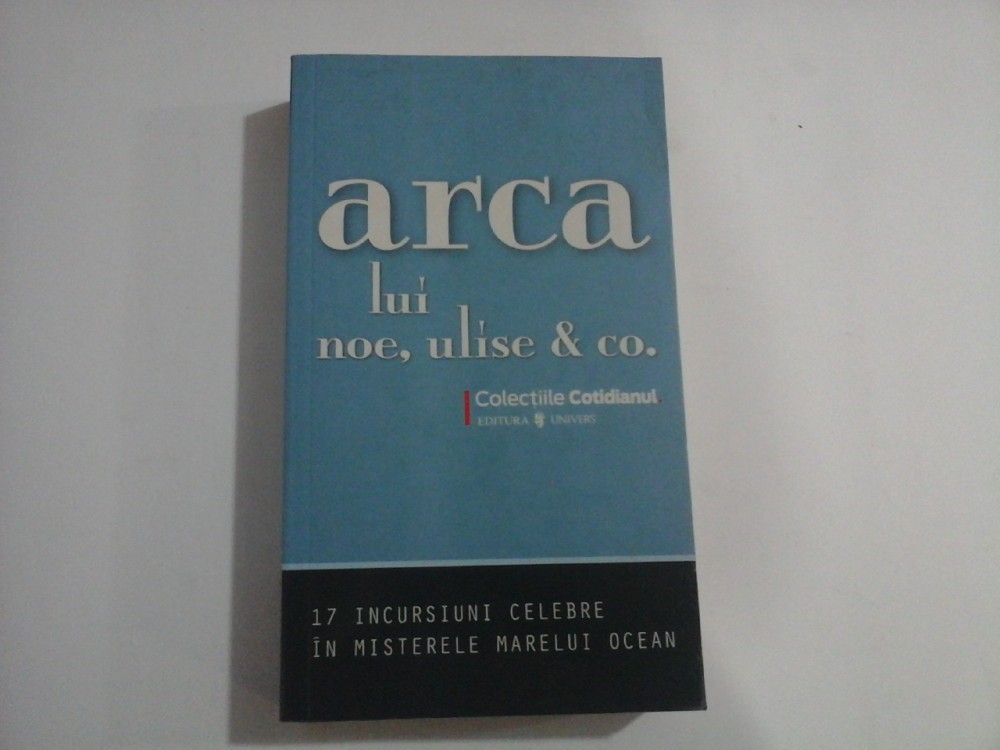 arca
lui
noe, ulise & co.
Colecțiile Cotidianul.
EDITURA UNIVERS
17 INCURSIUNI CELEBRE
ÎN MISTERELE MARELUI OCEAN